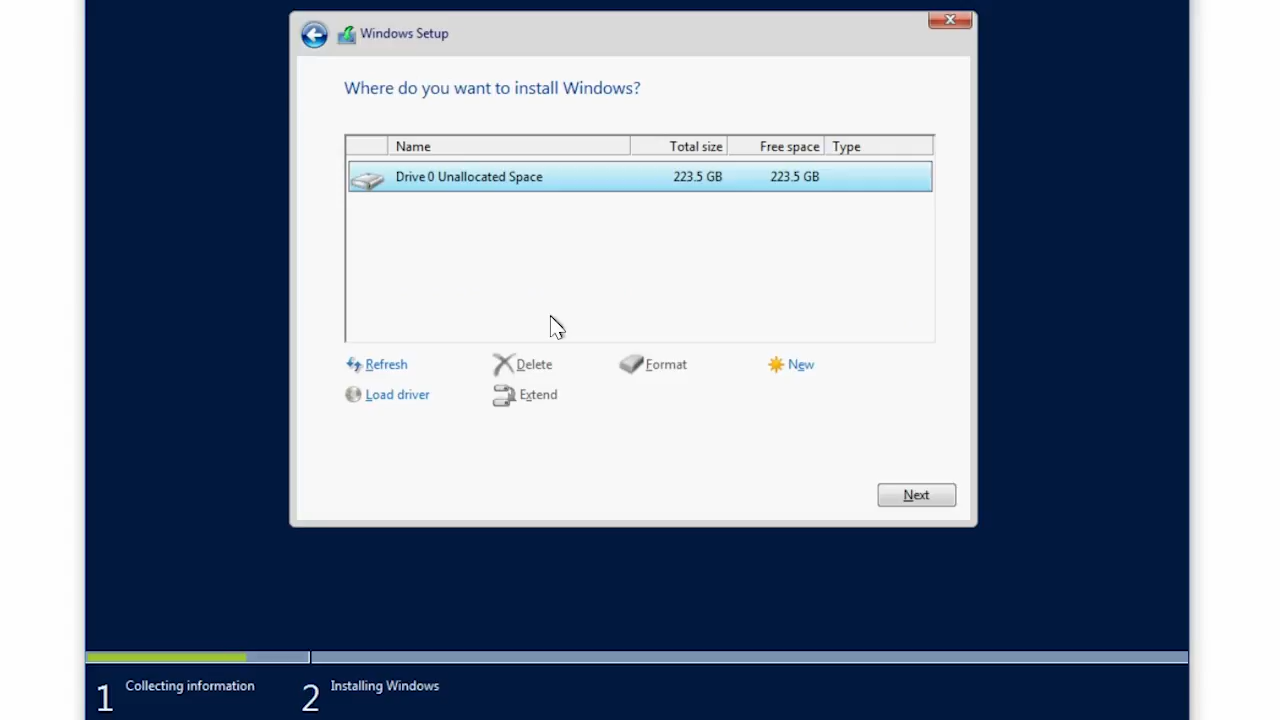 Windows Setup
Where do you want to install Windows?
Name Total size Free space Type
Drive 0 Unallocated Space 223.5 GB 223.5 GB
Refresh Delete Format New
Load driver Extend
Next
1 Collecting information 2 Installing Windows